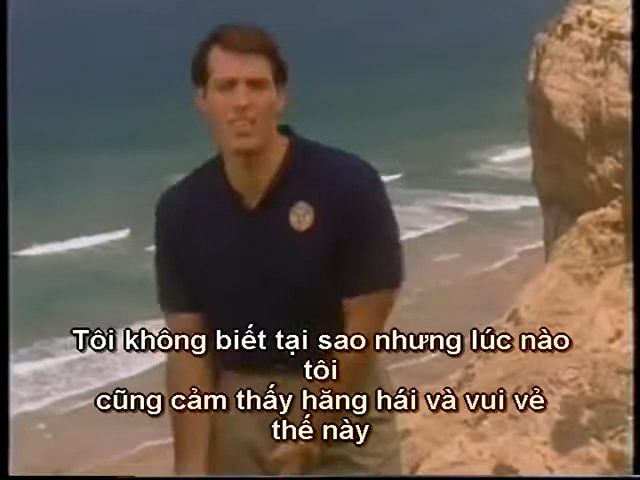 Tôi không biết tại sao nhưng lúc nào
tôi
cũng cảm thấy hăng hái và vui vẻ
thế này